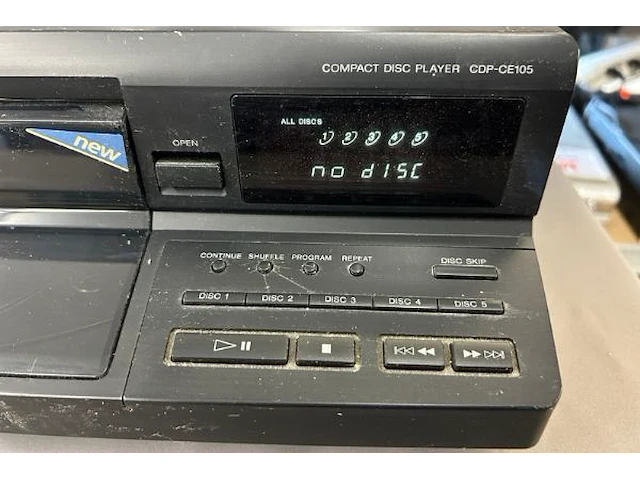 COMPACT DISC PLAYER CDP-CE105
new
OPEN
ALL DISCS
1 2 3 4 5
no dISC
CONTINUE SHUFFLE PROGRAM REPEAT
DISC SKIP
DISC 1 DISC 2 DISC 3 DISC 4 DISC 5